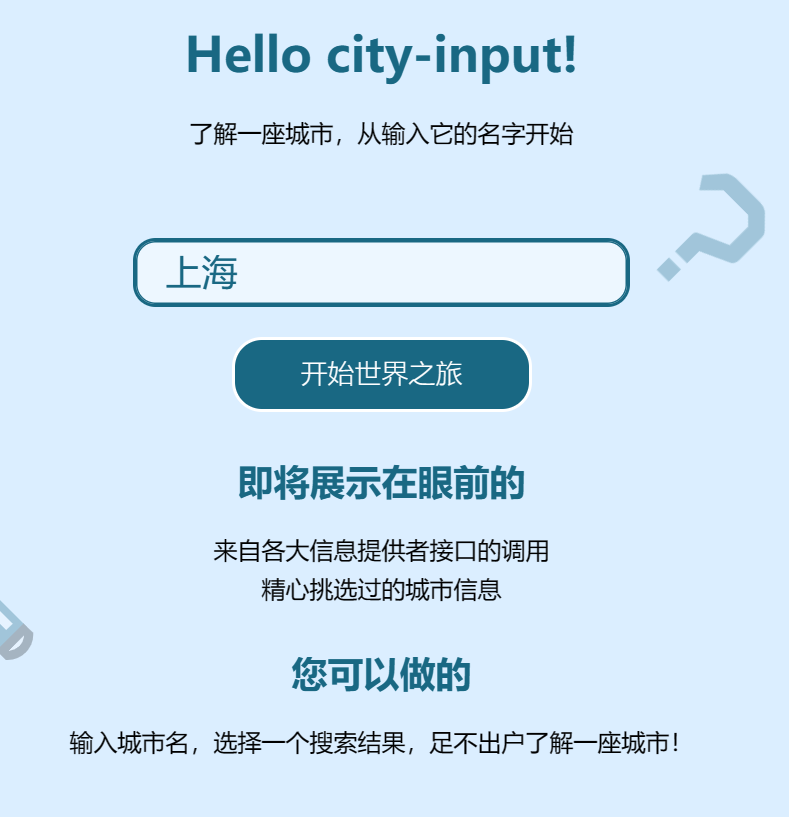 Hello city-input!
了解一座城市，从输入它的名字开始
上海
开始世界之旅
即将展示在眼前的
来自各大信息提供者接口的调用
精心挑选过的城市信息
您可以做的
输入城市名，选择一个搜索结果，足不出户了解一座城市！